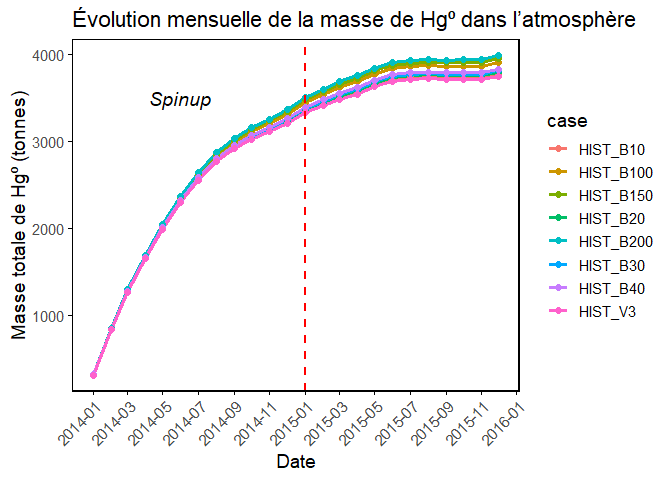 Évolution mensuelle de la masse de Hgº dans l’atmosphère
Masse totale de Hgº (tonnes)
4000
3000
2000
1000
Spinup
2014-01
2014-03
2014-05
2014-07
2014-09
2014-11
2015-01
2015-03
2015-05
2015-07
2015-09
2015-11
2016-01
Date
case
HIST_B10
HIST_B100
HIST_B150
HIST_B20
HIST_B200
HIST_B30
HIST_B40
HIST_V3